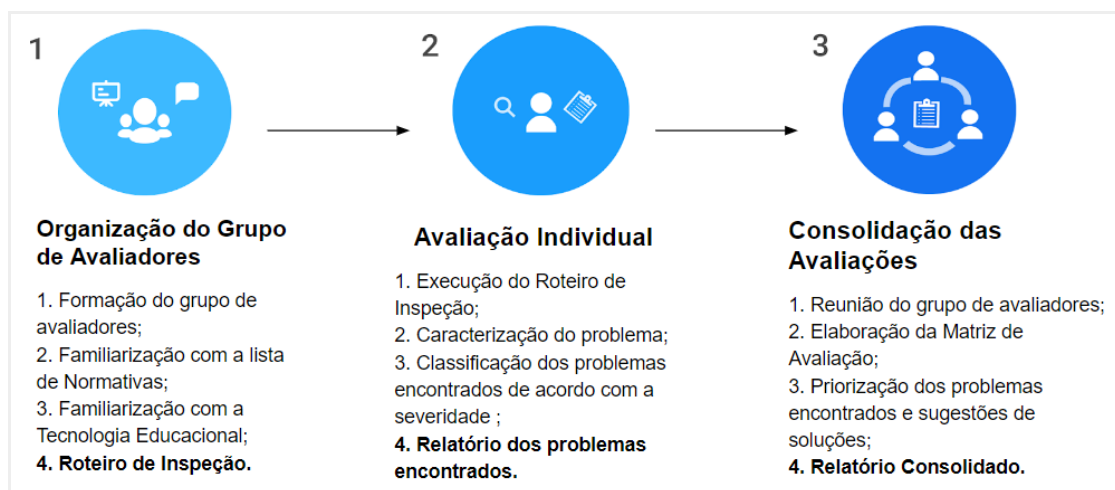 1
Organização do Grupo
de Avaliadores
1. Formação do grupo de
avaliadores;
2. Familiarização com a lista
de Normativas;
3. Familiarização com a
Tecnologia Educacional;
4. Roteiro de Inspeção.
2
Avaliação Individual
1. Execução do Roteiro de
Inspeção;
2. Caracterização do problema;
3. Classificação dos problemas
encontrados de acordo com a
severidade ;
4. Relatório dos problemas
encontrados.
3
Consolidação das
Avaliações
1. Reunião do grupo de avaliadores;
2. Elaboração da Matriz de
Avaliação;
3. Priorização dos problemas
encontrados e sugestões de
soluções;
4. Relatório Consolidado.